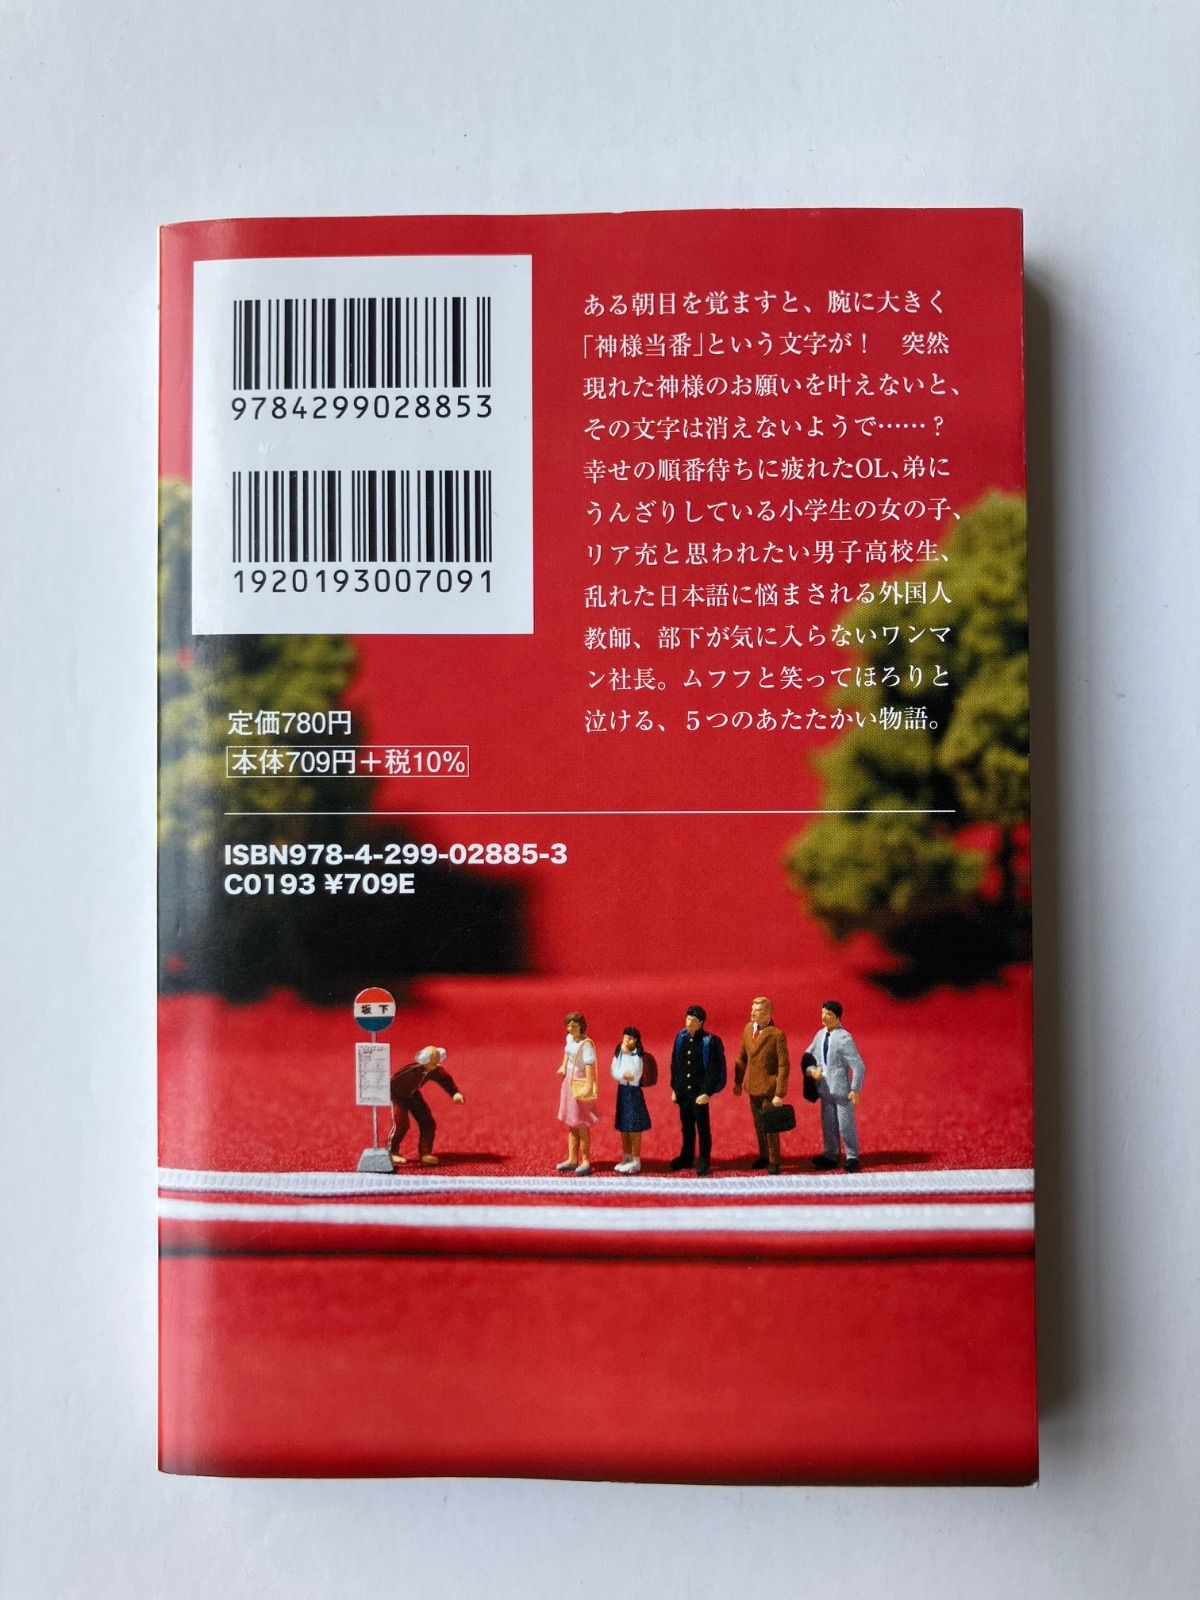 9784299028853
1920193007091
定価780円
本体709円＋税10%
ISBN978-4-299-02885-3
C0193 ¥709E
ある朝目を覚ますと、腕に大きく
「神様当番」という文字が！　突然
現れた神様のお願いを叶えないと、
その文字は消えないようで……？
幸せの順番待ちに疲れたOL、弟に
うんざりしている小学生の女の子、
リア充と思われたい男子高校生、
乱れた日本語に悩まされる外国人
教師、部下が気に入らないワンマ
ン社長。ムフフと笑ってほろりと
泣ける、５つのあたたかい物語。
坂下